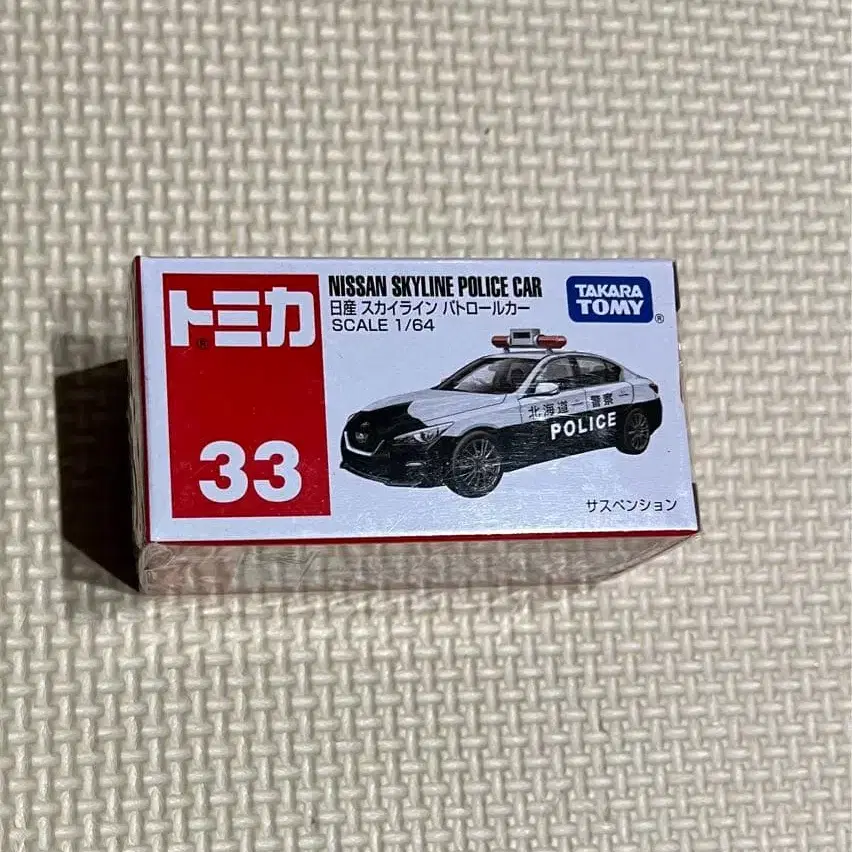 トミカ
®
33
NISSAN SKYLINE POLICE CAR
日産 スカイライン パトロールカー
SCALE 1/64
TAKARA
TOMY
®
北海道 警察
POLICE
サスペンション